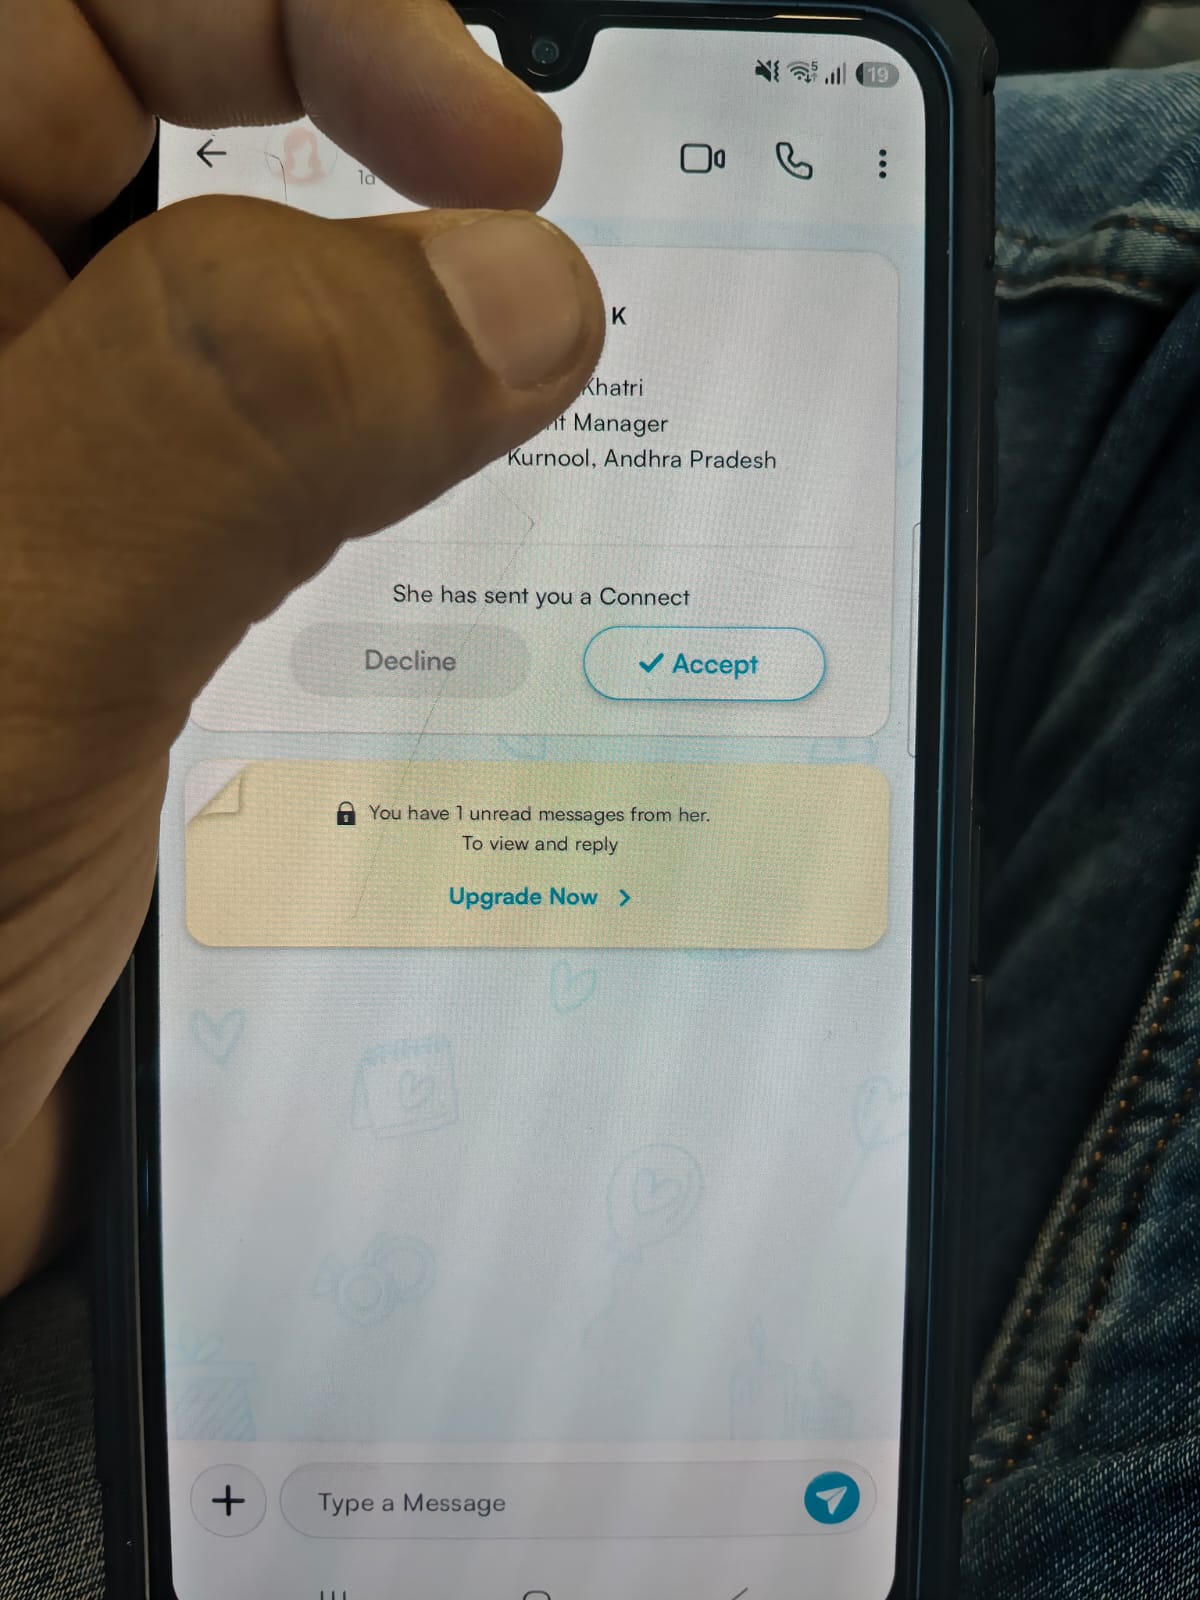 19
K
Khatri
Manager
Kurnool, Andhra Pradesh
She has sent you a Connect
Decline
Accept
You have 1 unread messages from her.
To view and reply
Upgrade Now
Type a Message